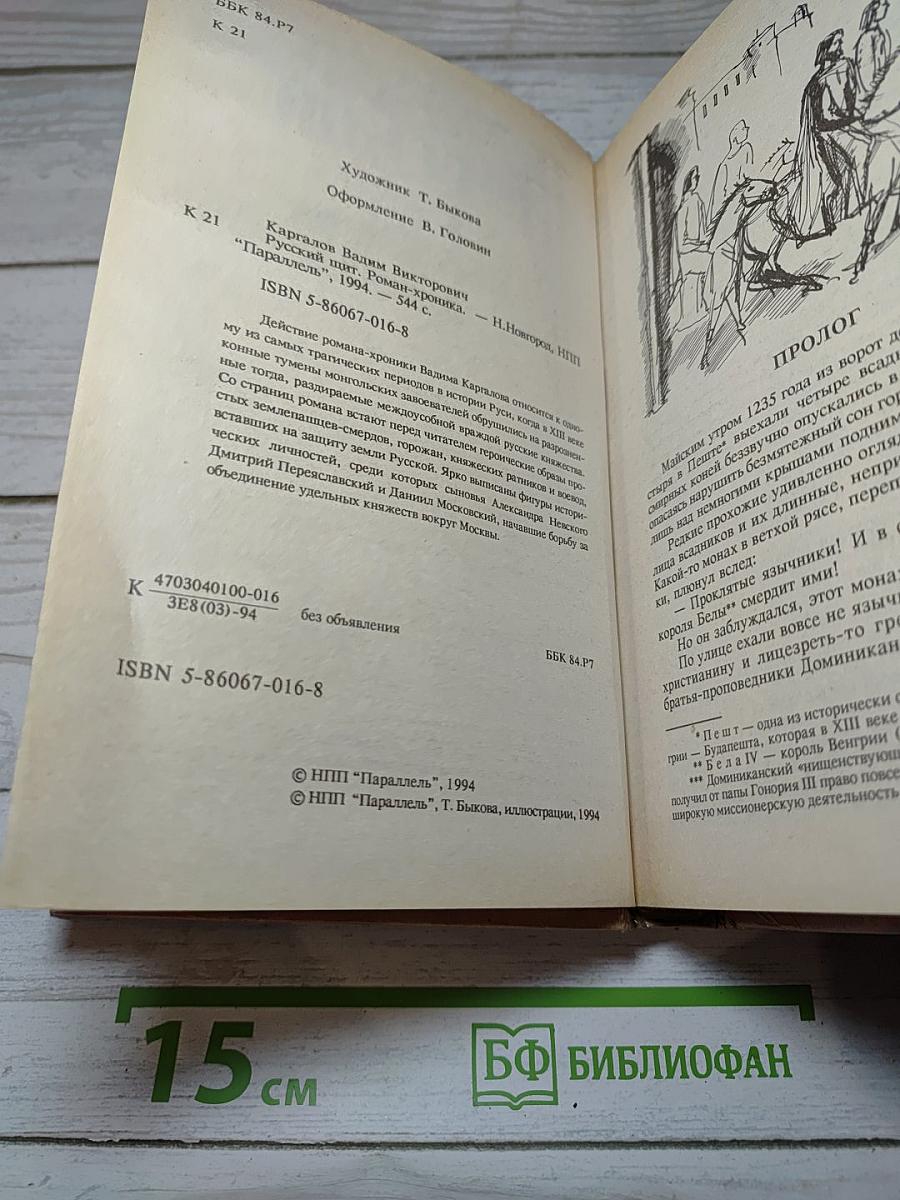 ББК 84.Р7
К 21
Художник Т. Быкова
Оформление В. Головин
К 21
Каргалов Вадим Викторович
Русский щит. Роман-хроника. — Н.Новгород, НПП
"Параллель", 1994. — 544 с.
ISBN 5-86067-016-8
Действие романа-хроники Вадима Каргалова относится к одно-
му из самых трагических периодов в истории Руси, когда в XIII веке
конные тумены монгольских завоевателей обрушились на разрознен-
ные тогда, раздираемые междоусобной враждой русские княжества.
Со страниц романа встают перед читателем героические образы про-
стых землепашцев-смердов, горожан, княжеских ратников и воевод,
вставших на защиту земли Русской. Ярко выписаны фигуры истори-
ческих личностей, среди которых сыновья Александра Невского
Дмитрий Переяславский и Даниил Московский, начавшие борьбу за
объединение удельных княжеств вокруг Москвы.
К 4703040100-016
3Е8(03)-94
без объявления
ББК 84.Р7
ISBN 5-86067-016-8
© НПП "Параллель", 1994
© НПП "Параллель", Т. Быкова, иллюстрации, 1994
ПРОЛОГ
Майским утром 1235 года из ворот до
стыря в Пеште* выехали четыре всадн
смирных коней беззвучно опускались в
опасаясь нарушить безмятежный сон гор
лишь над немногими крышами подним
Редкие прохожие удивленно огляд
лица всадников и их длинные, непри
Какой-то монах в ветхой рясе, переп
ки, плюнул вслед:
— Проклятые язычники! И в с
короля Белы** смердит ими!
Но он заблуждался, этот монах
По улице ехали вовсе не язычн
христианину и лицезреть-то гре
братья-проповедники Доминикан
* Пешт — одна из исторически с
грии — Будапешта, которая в XIII веке
** Бела IV — король Венгрии (
*** Доминиканский «нищенствующ
получил от папы Гонория III право повсе
широкую миссионерскую деятельность
15 см
БФ БИБЛИОФАН